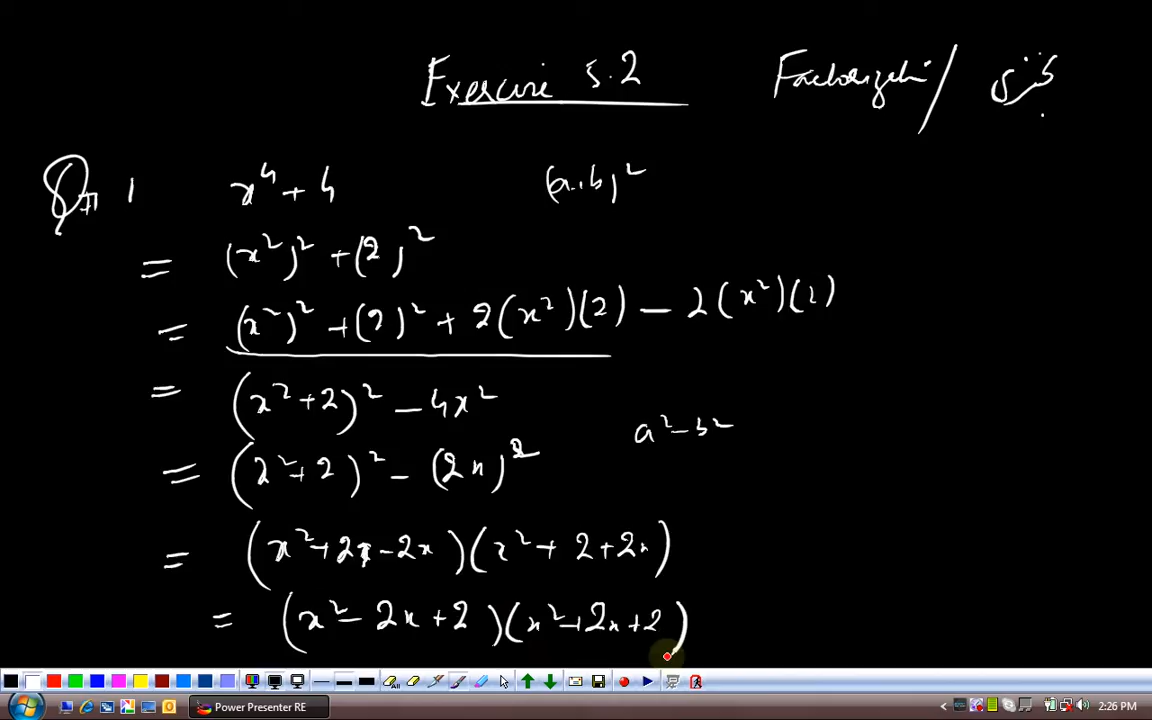 Exercise 5.2 Factorization /
Q# 1 x⁴ + 4 (a+b)²
= (x²)² + (2)²
= (x²)² + (2)² + 2(x²)(2) − 2(x²)(2)
= (x²+2)² − 4x²
a² − b²
= (x²+2)² − (2x)²
= (x²+2x−2x)(x²+2+2x)
= (x²−2x+2)(x²+2x+2)
Power Presenter RE
2:26 PM